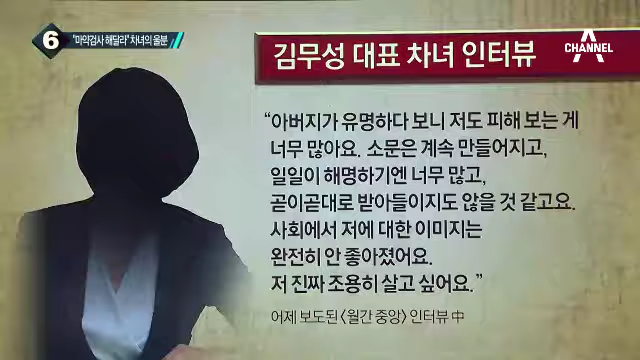 6 "마약검사 해달라" 차녀의 울분
CHANNEL A
김무성 대표 차녀 인터뷰
"아버지가 유명하다 보니 저도 피해 보는 게
너무 많아요. 소문은 계속 만들어지고,
일일이 해명하기엔 너무 많고,
곧이곧대로 받아들이지도 않을 것 같고요.
사회에서 저에 대한 이미지는
완전히 안 좋아졌어요.
저 진짜 조용히 살고 싶어요."
어제 보도된 〈월간 중앙〉 인터뷰 中